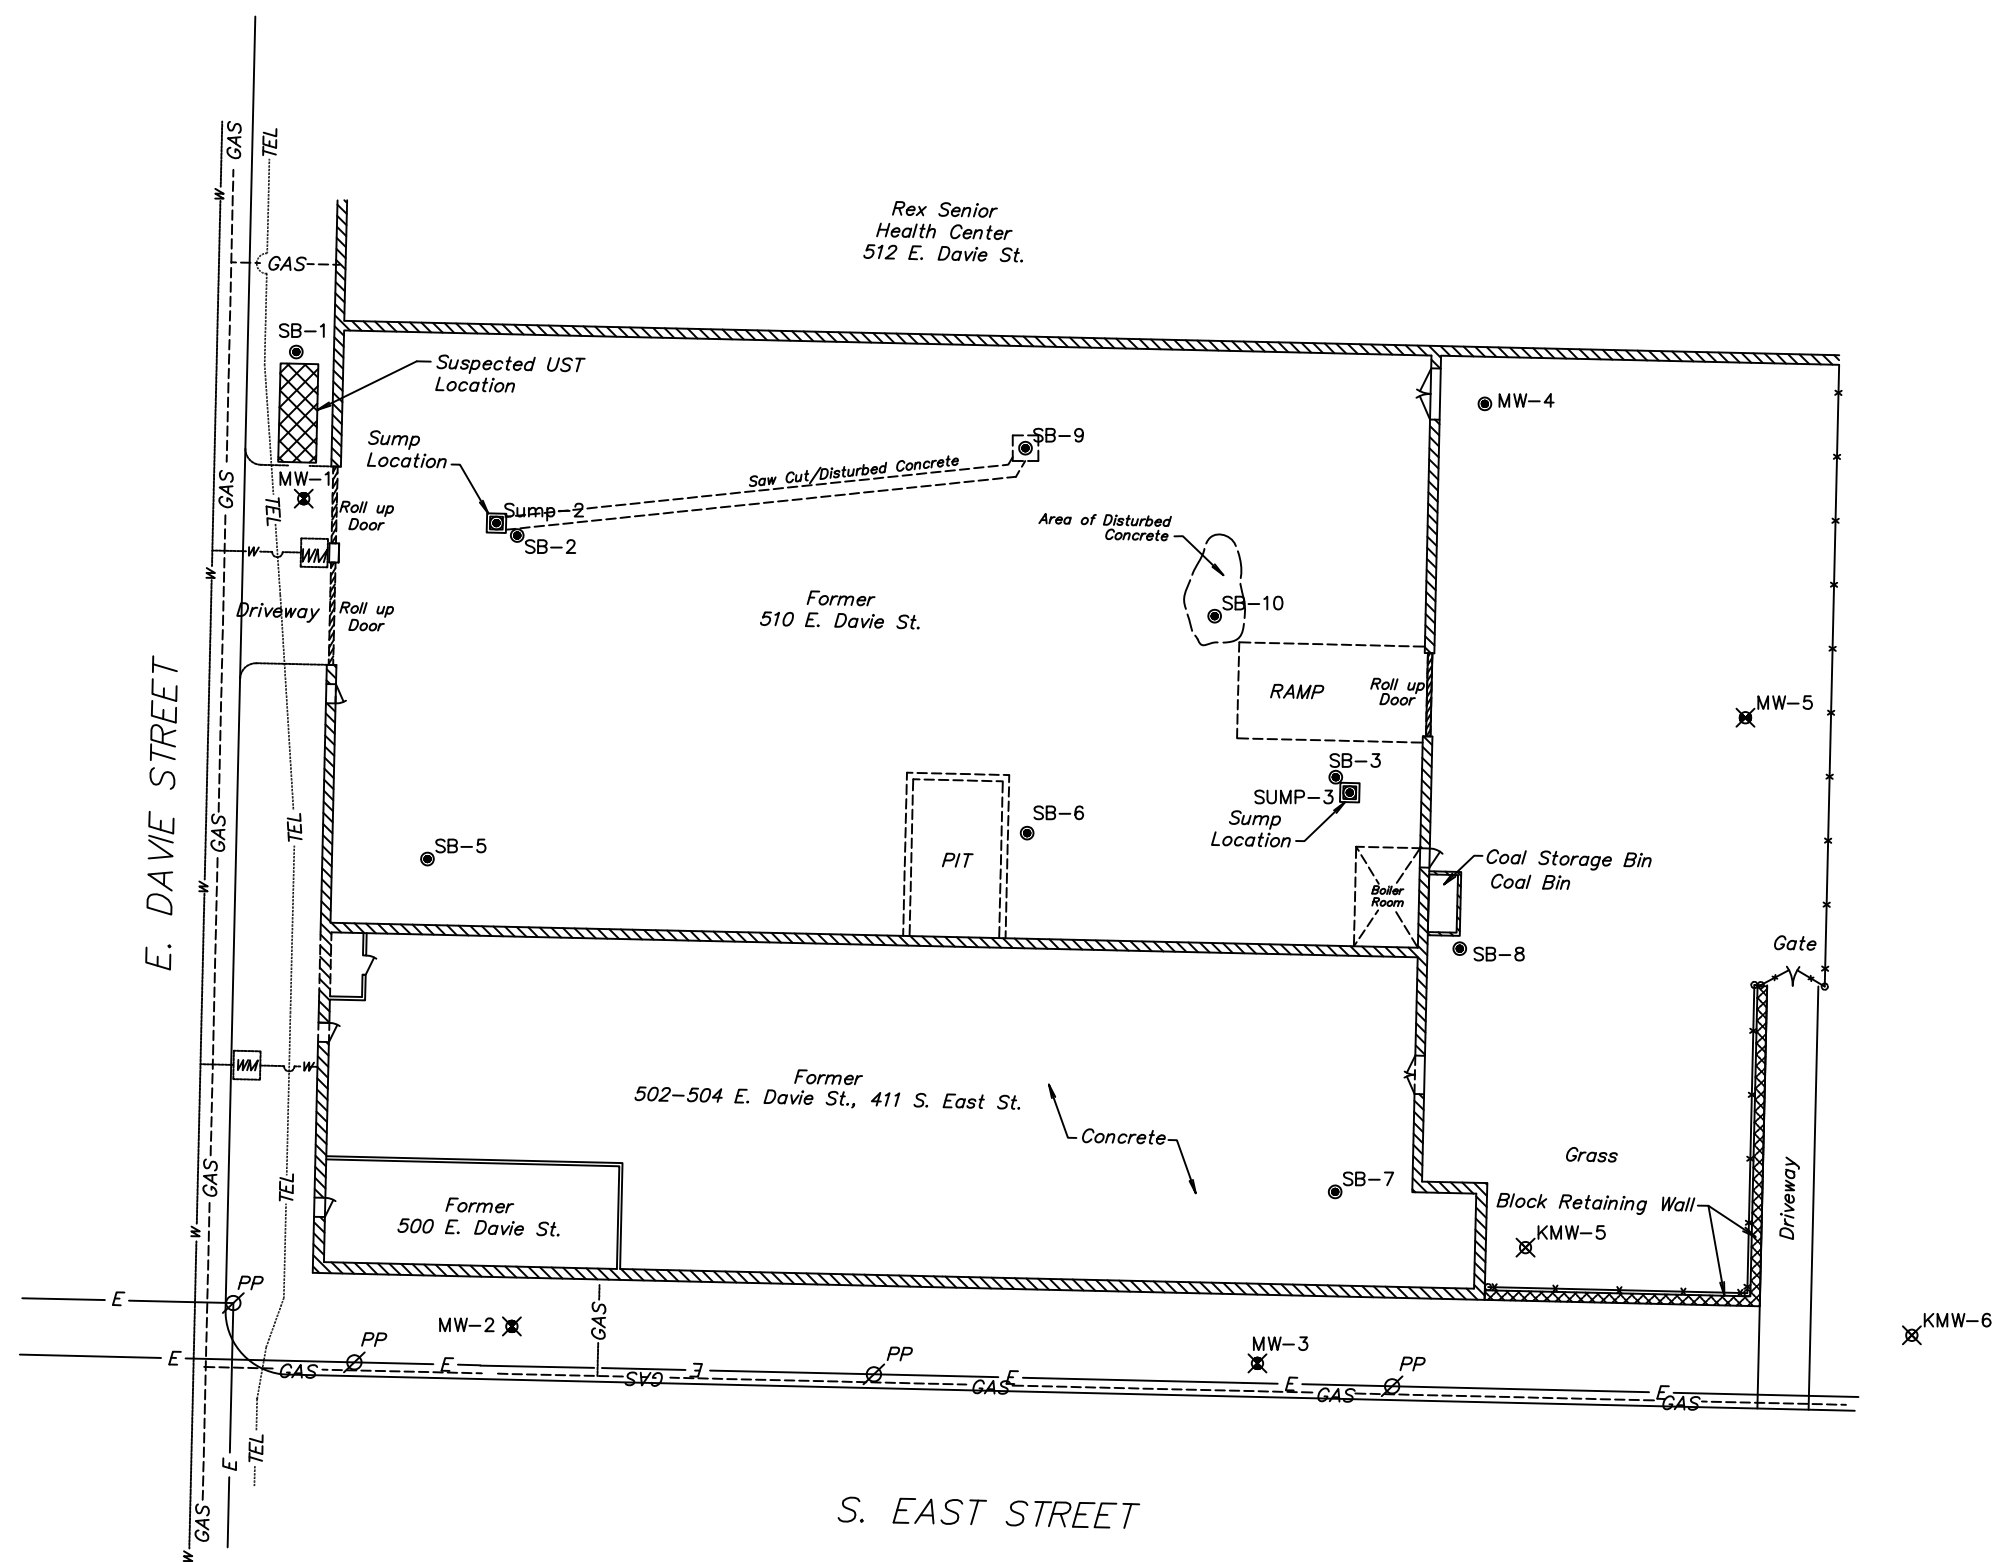 GAS
TEL
W
Rex Senior
Health Center
512 E. Davie St.
GAS
SB-1
Suspected UST
Location
MW-4
Sump
Location
SB-9
Saw Cut/Disturbed Concrete
GAS
MW-1
TEL
Roll up
Door
Sump-2
SB-2
Area of Disturbed
Concrete
W
WM
W
Driveway
Roll up
Door
Former
510 E. Davie St.
SB-10
RAMP
Roll up
Door
MW-5
E. DAVIE STREET
SB-3
SUMP-3
Sump
Location
GAS
TEL
SB-5
SB-6
PIT
Boiler
Room
Coal Storage Bin
Coal Bin
W
Gate
SB-8
WM
W
Former
502-504 E. Davie St., 411 S. East St.
Concrete
Grass
GAS
TEL
SB-7
Block Retaining Wall
Driveway
Former
500 E. Davie St.
W
KMW-5
PP
E
MW-2
GAS
KMW-6
MW-3
PP
PP
PP
E
E
E
E
E
E
GAS
GAS
GAS
GAS
GAS
E
TEL
GAS
W
S. EAST STREET